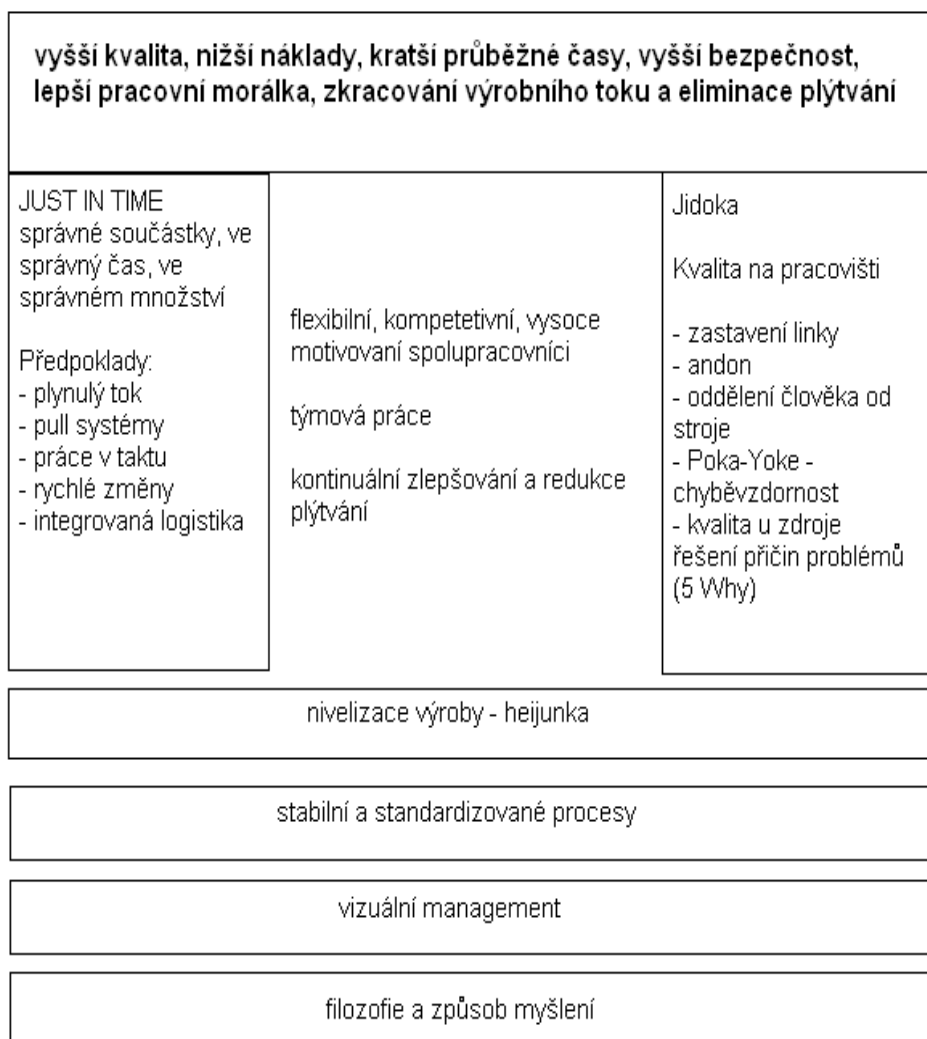 vyšší kvalita, nižší náklady, kratší průběžné časy, vyšší bezpečnost,
lepší pracovní morálka, zkracování výrobního toku a eliminace plýtvání
JUST IN TIME
správné součástky, ve
správný čas, ve
správném množství
Předpoklady:
- plynulý tok
- pull systémy
- práce v taktu
- rychlé změny
- integrovaná logistika
flexibilní, kompetetivní, vysoce
motivovaní spolupracovníci
týmová práce
kontinuální zlepšování a redukce
plýtvání
Jidoka
Kvalita na pracovišti
- zastavení linky
- andon
- oddělení člověka od
stroje
- Poka-Yoke -
chyběvzdornost
- kvalita u zdroje
řešení přičin problémů
(5 Why)
nivelizace výroby - heijunka
stabilní a standardizované procesy
vizuální management
filozofie a způsob myšlení